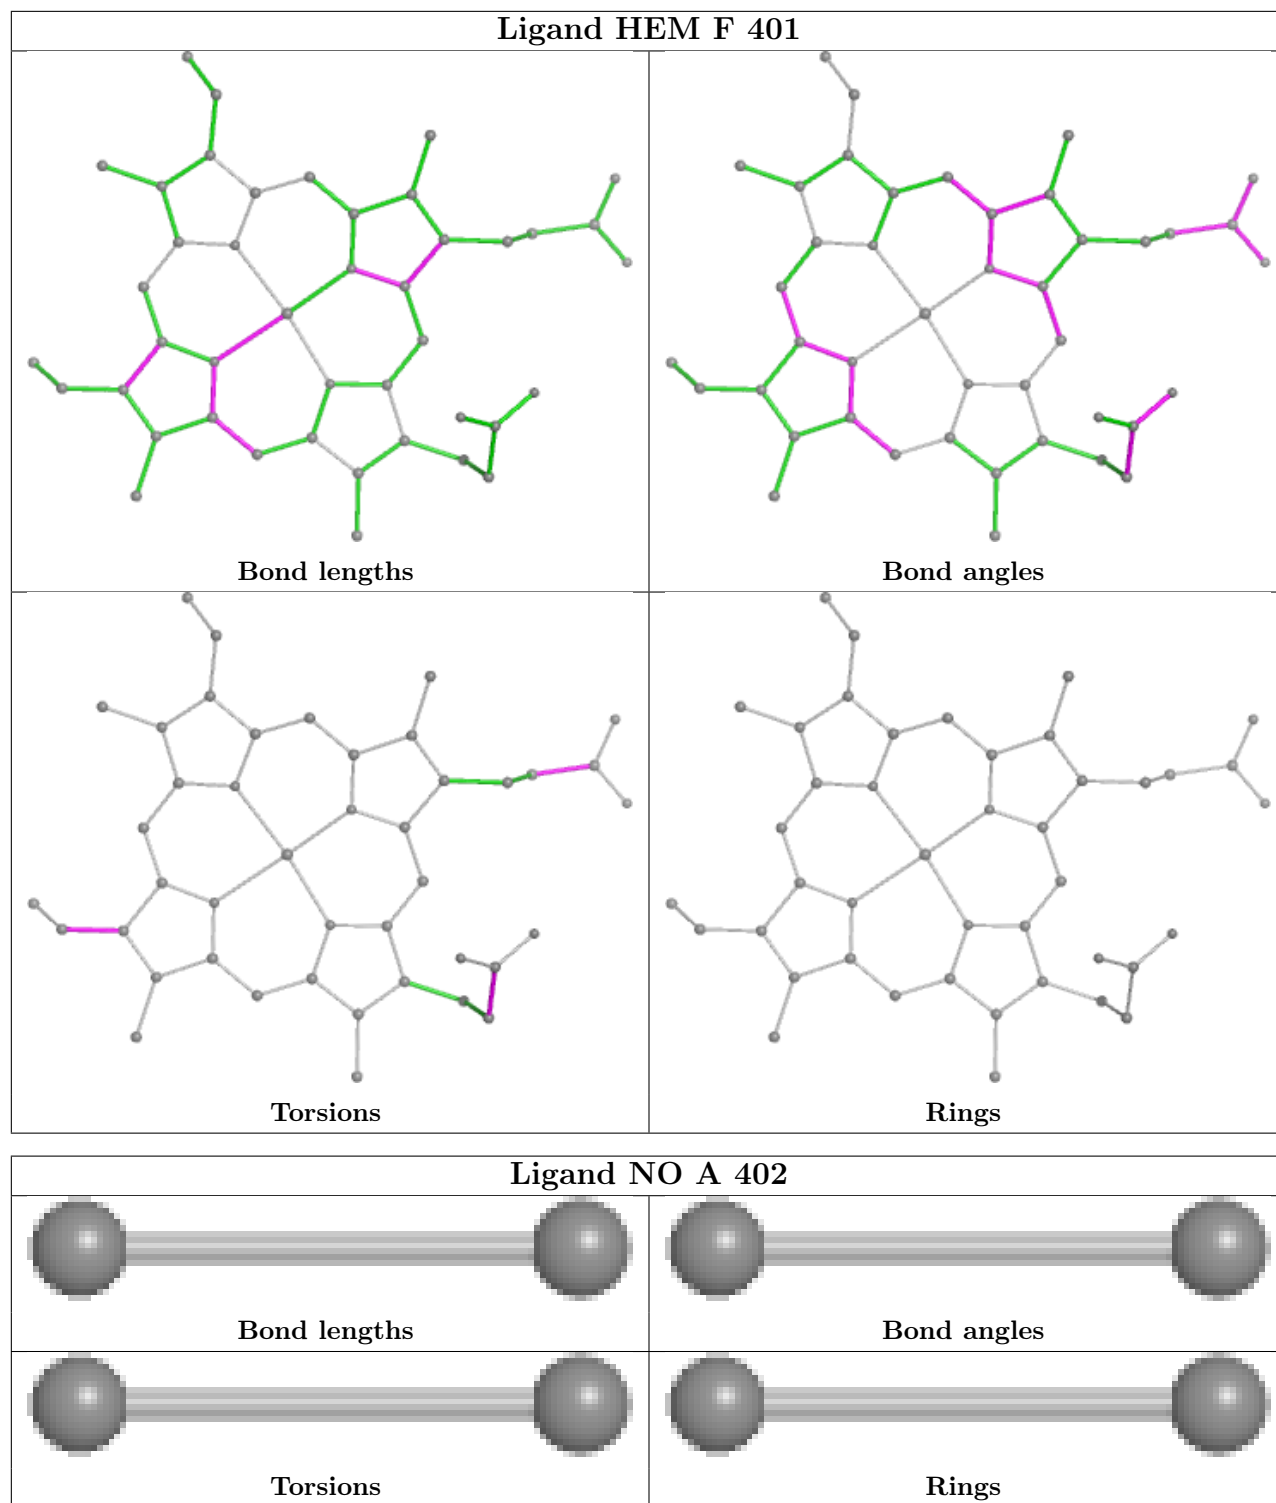 Ligand HEM F 401
Bond lengths
Bond angles
Torsions
Rings
Ligand NO A 402
Bond lengths
Bond angles
Torsions
Rings